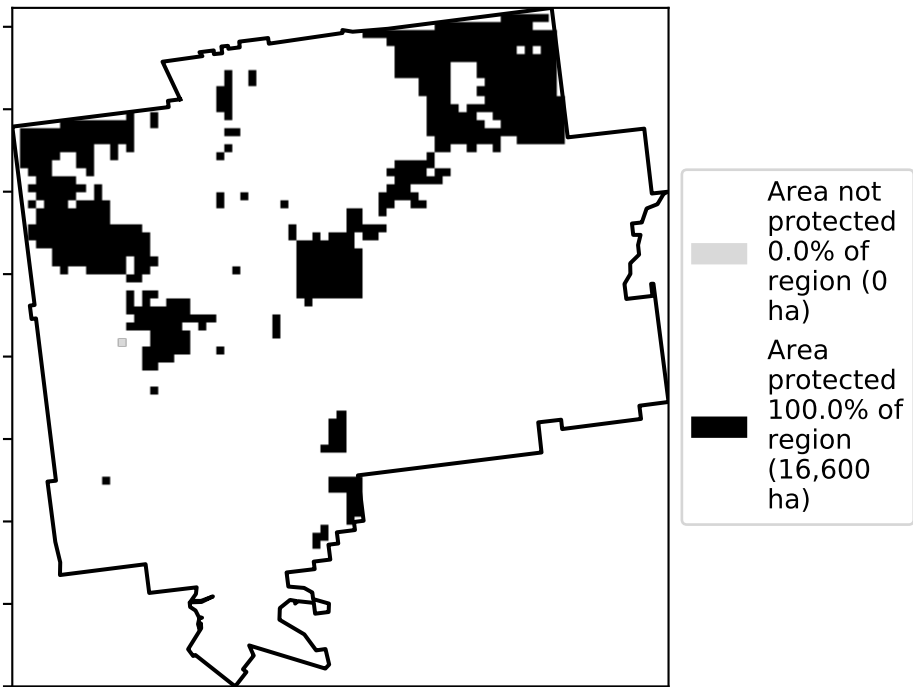 Area not
protected
0.0% of
region (0
ha)
Area
protected
100.0% of
region
(16,600
ha)